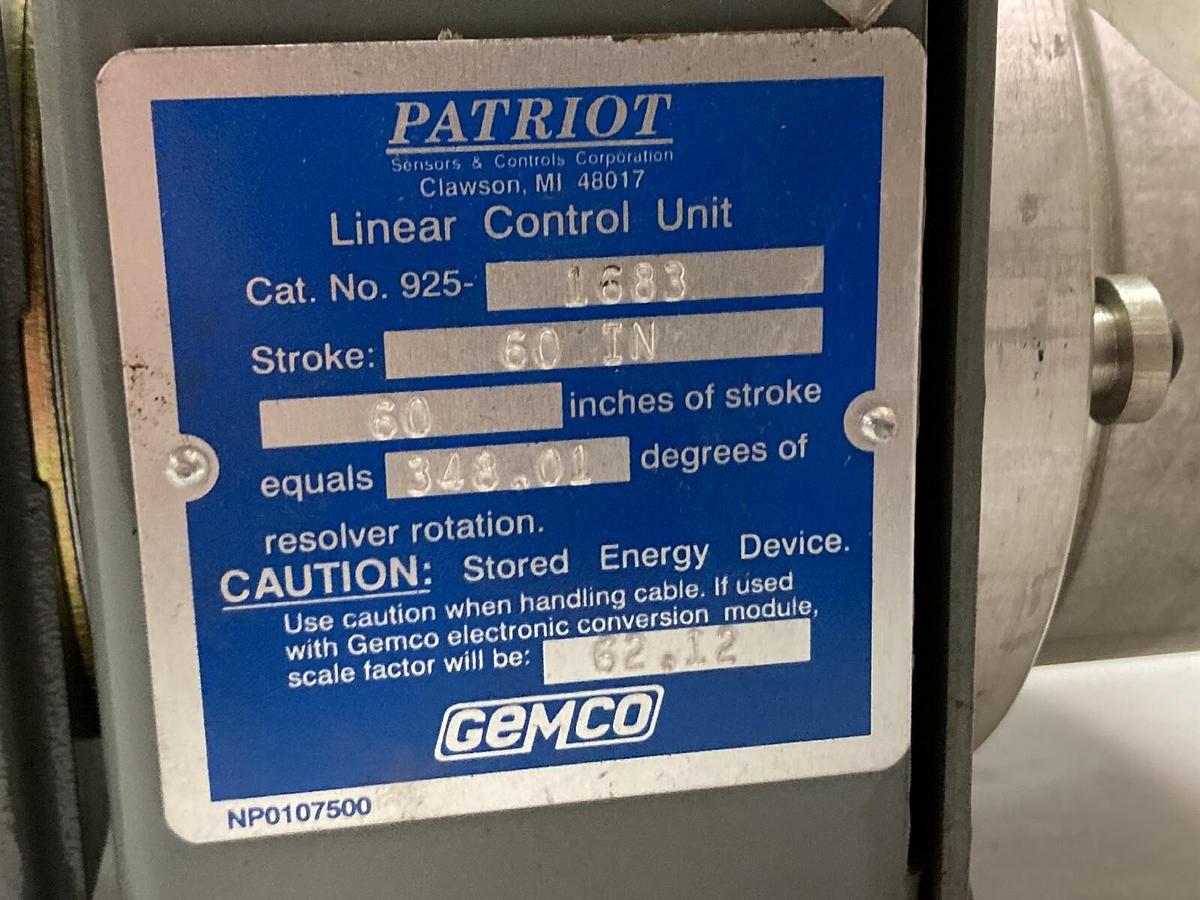 PATRIOT
Sensors & Controls Corporation
Clawson, MI 48017
Linear Control Unit
Cat. No. 925- 1683
Stroke: 60 IN
60 inches of stroke
equals 348.01 degrees of
resolver rotation.
CAUTION: Stored Energy Device.
Use caution when handling cable. If used
with Gemco electronic conversion module,
scale factor will be: 62.12
GEMCO
NP0107500